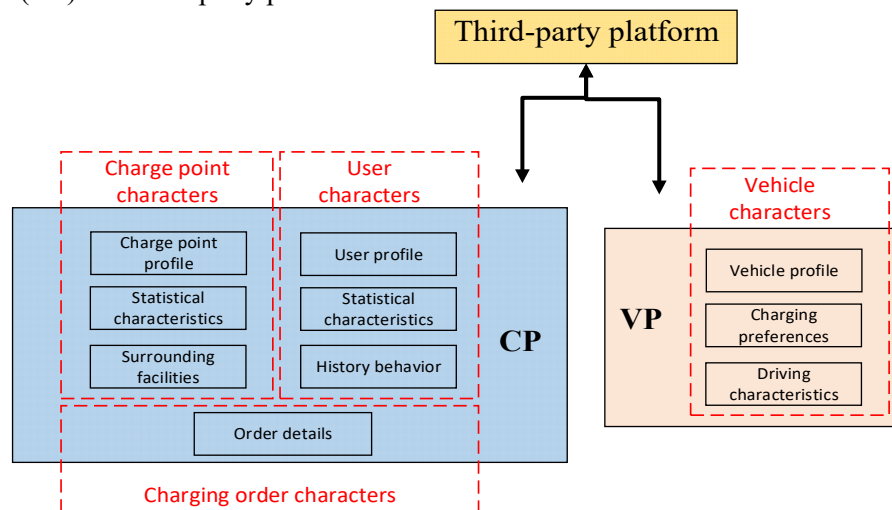 Third-party platform
Charge point
characters
User
characters
Vehicle
characters
Charge point
profile
Statistical
characteristics
Surrounding
facilities
User profile
Statistical
characteristics
History behavior
CP
VP
Vehicle profile
Charging
preferences
Driving
characteristics
Order details
Charging order characters